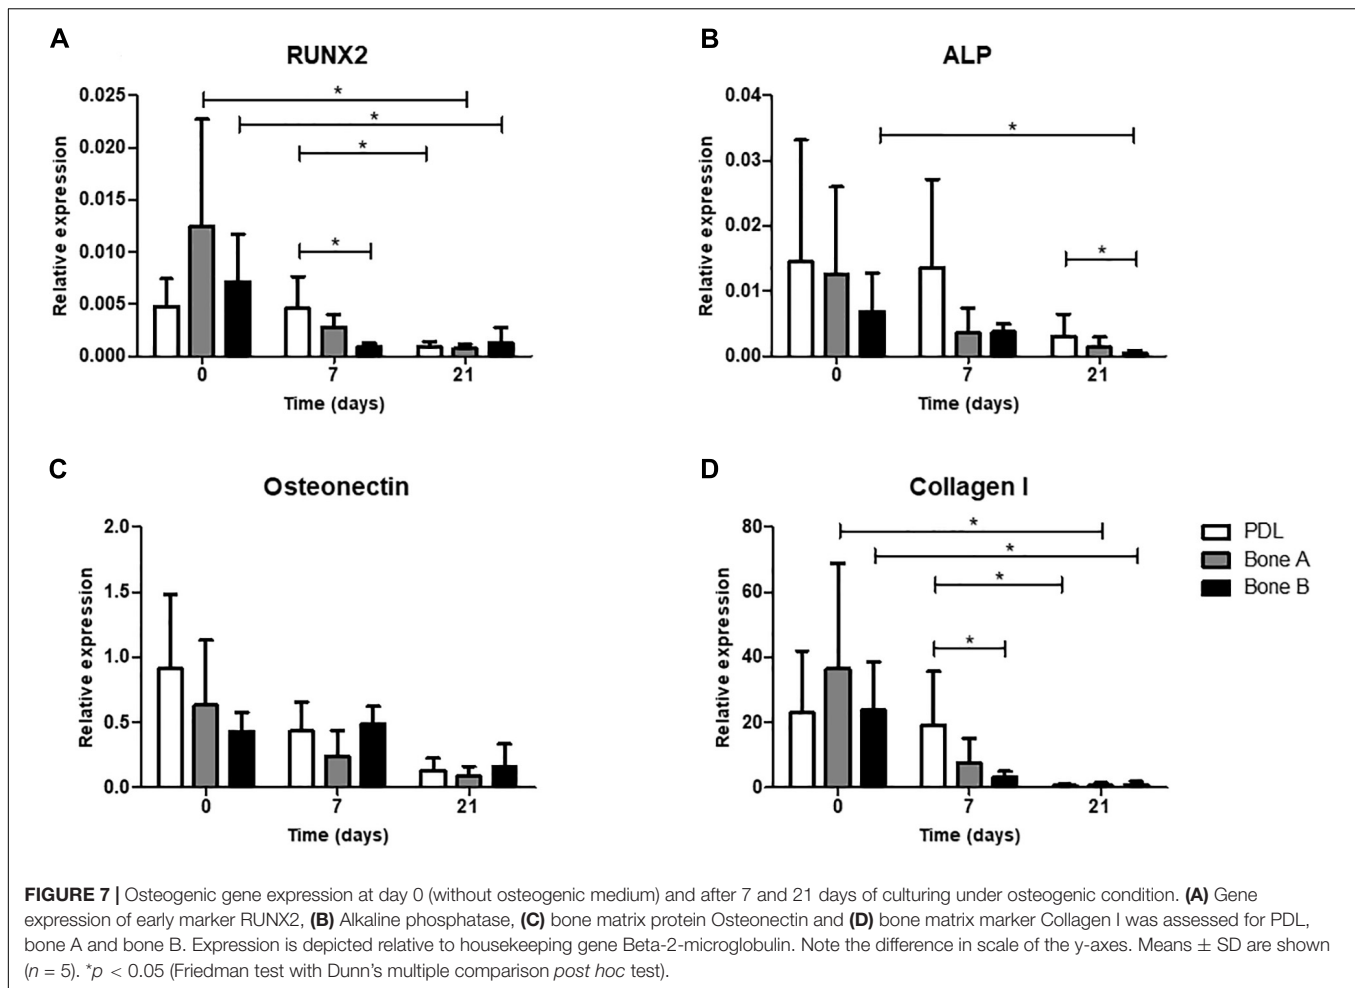 A
RUNX2
Relative expression
0.025
0.020
0.015
0.010
0.005
0.000
* * * *
0 7 21
Time (days)
B
ALP
Relative expression
0.04
0.03
0.02
0.01
0.00
* *
0 7 21
Time (days)
C
Osteonectin
Relative expression
2.0
1.5
1.0
0.5
0.0
0 7 21
Time (days)
D
Collagen I
Relative expression
80
60
40
20
0
* * * *
0 7 21
Time (days)
PDL
Bone A
Bone B
FIGURE 7 | Osteogenic gene expression at day 0 (without osteogenic medium) and after 7 and 21 days of culturing under osteogenic condition. (A) Gene
expression of early marker RUNX2, (B) Alkaline phosphatase, (C) bone matrix protein Osteonectin and (D) bone matrix marker Collagen I was assessed for PDL,
bone A and bone B. Expression is depicted relative to housekeeping gene Beta-2-microglobulin. Note the difference in scale of the y-axes. Means ± SD are shown
(n = 5). *p < 0.05 (Friedman test with Dunn's multiple comparison post hoc test).